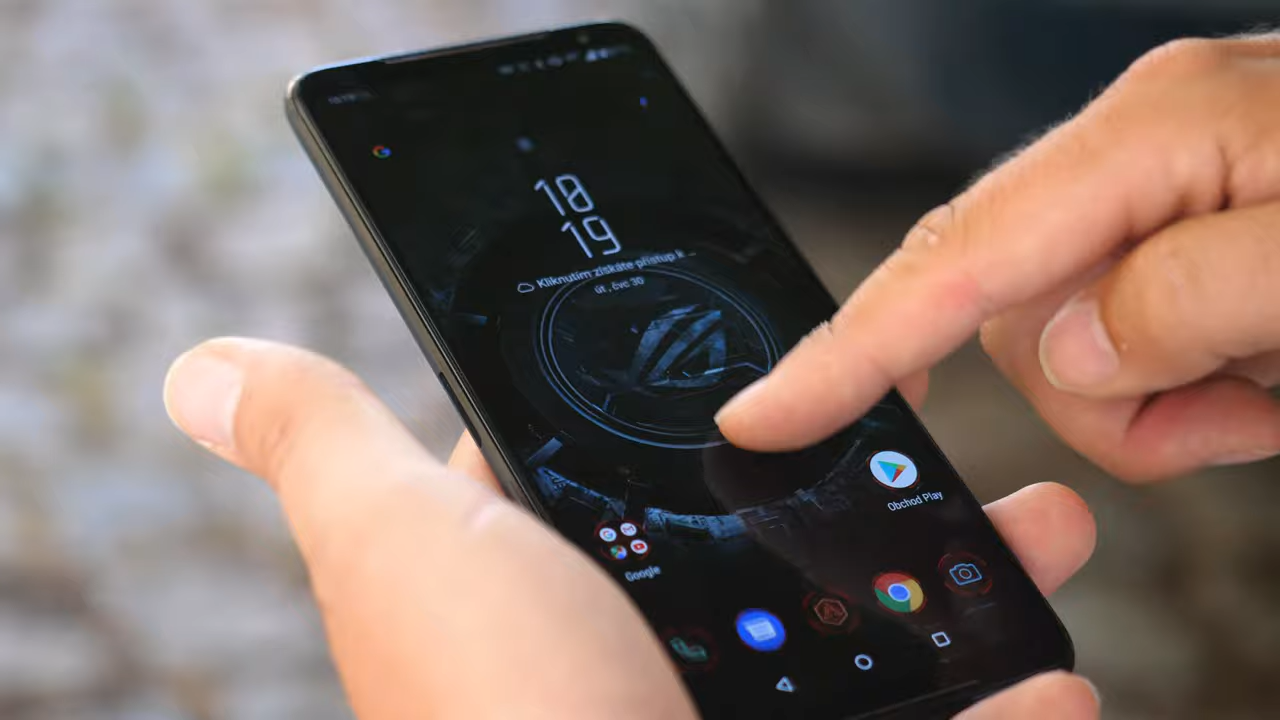 18
19
Kliknutím získáte přístup k ...
út, čvc 30
Obchod Play
Google